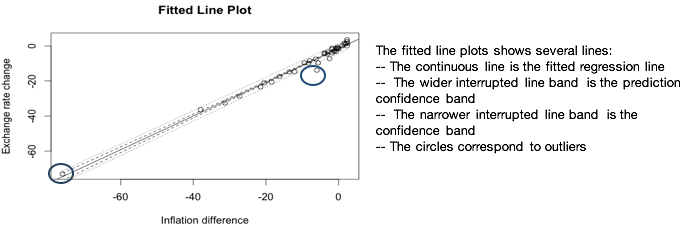 Fitted Line Plot
Exchange rate change
0
-20
-40
-60
-60
-40
-20
0
Inflation difference
The fitted line plots shows several lines:
-- The continuous line is the fitted regression line
-- The wider interrupted line band is the prediction
confidence band
-- The narrower interrupted line band is the
confidence band
-- The circles correspond to outliers